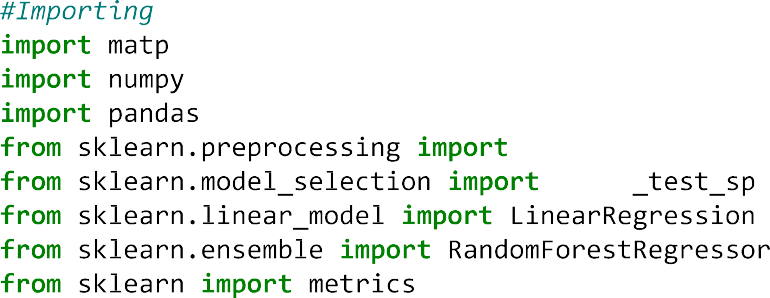 #Importing
import matp
import numpy
import pandas
from sklearn.preprocessing import
from sklearn.model_selection import _test_sp
from sklearn.linear_model import LinearRegression
from sklearn.ensemble import RandomForestRegressor
from sklearn import metrics